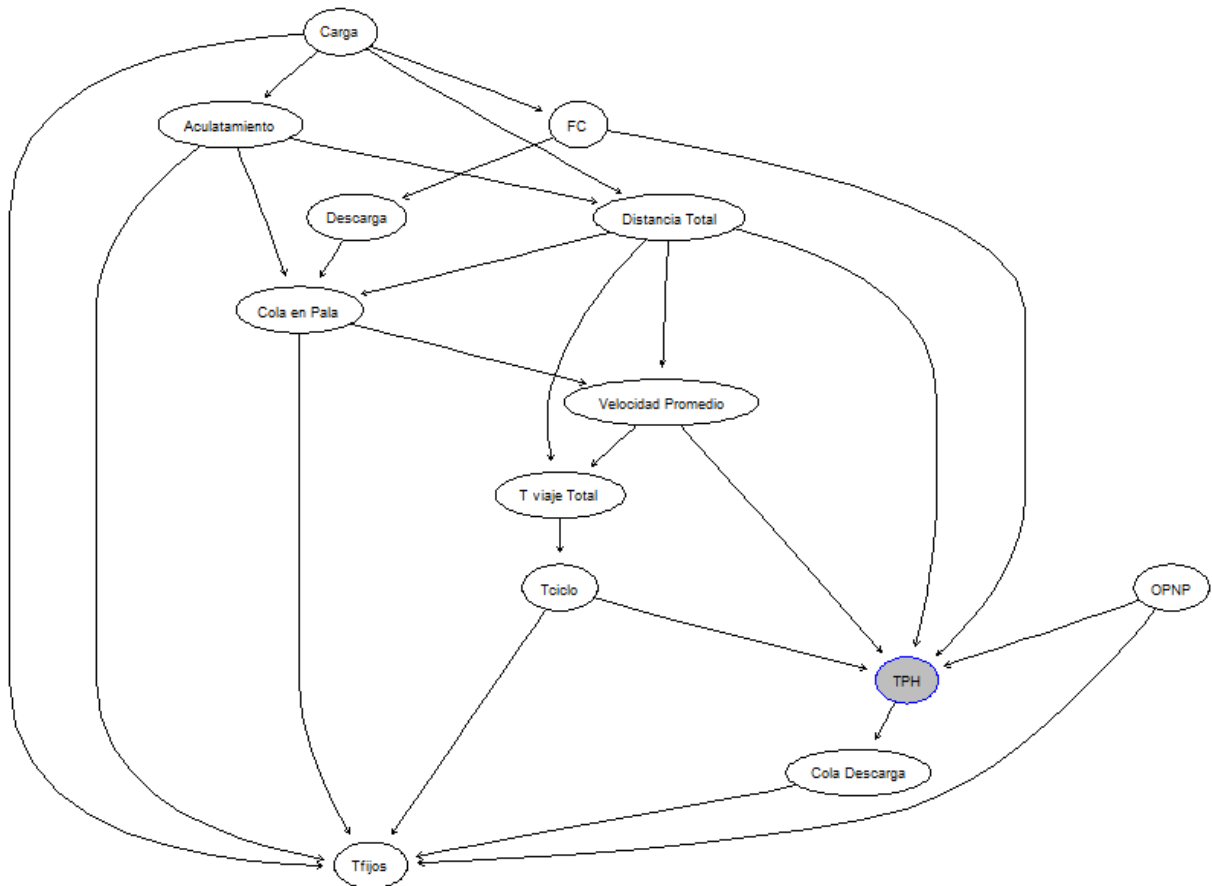 Carga
Aculatamiento
FC
Descarga
Distancia Total
Cola en Pala
Velocidad Promedio
T viaje Total
Tciclo
OPNP
TPH
Cola Descarga
Tfijos